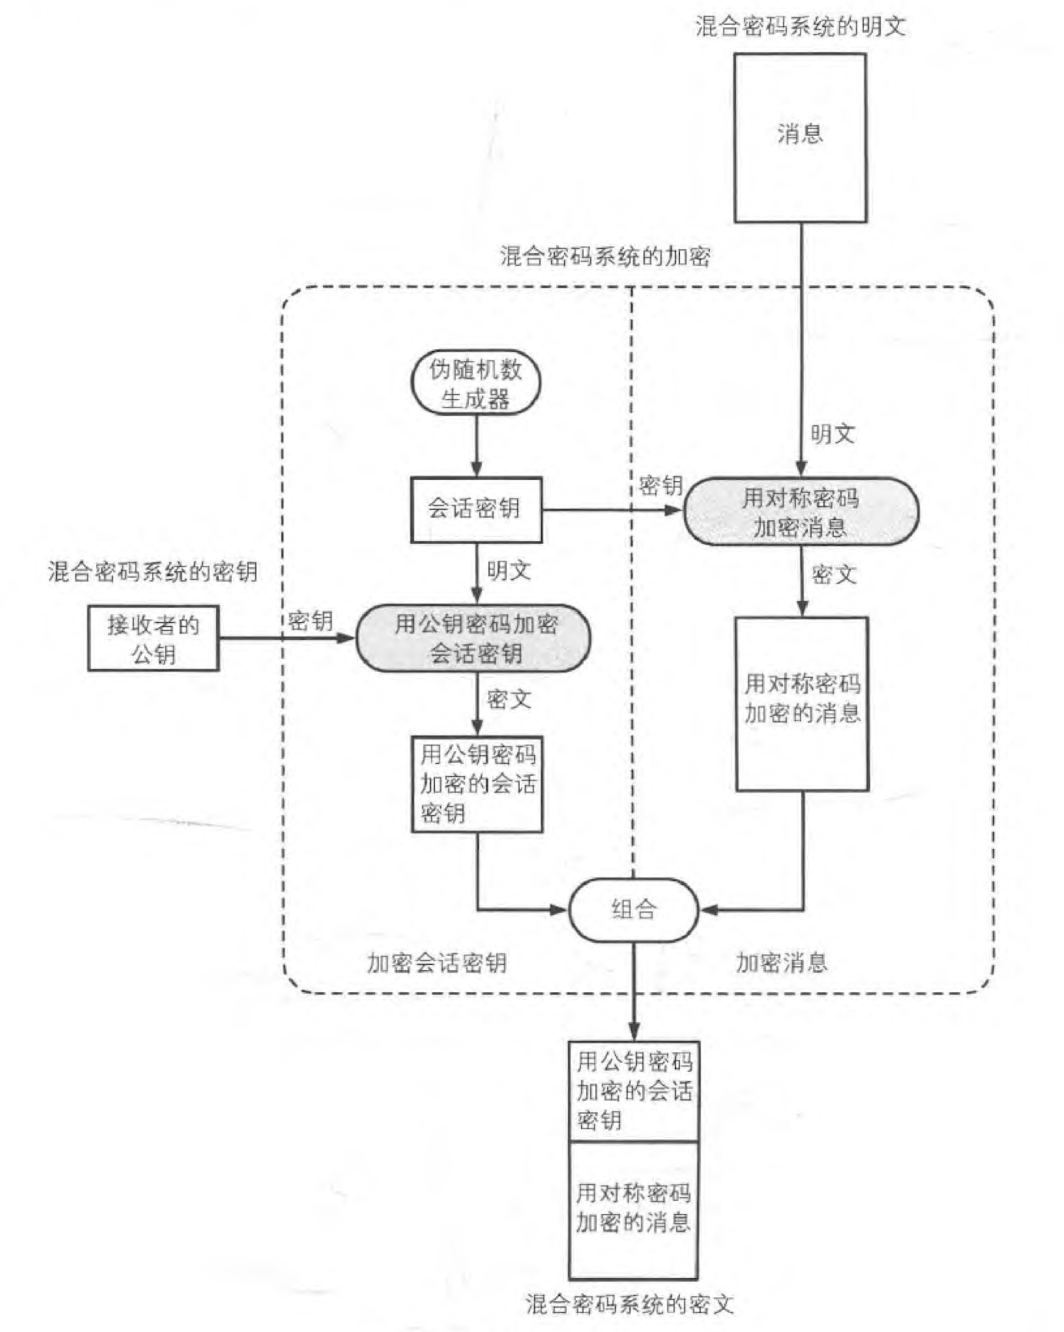 混合密码系统的明文
消息
混合密码系统的加密
伪随机数
生成器
明文
会话密钥
密钥
用对称密码
加密消息
混合密码系统的密钥
明文
密文
接收者的
公钥
密钥
用公钥密码加密
会话密钥
用对称密码
加密的消息
密文
用公钥密码
加密的会话
密钥
组合
加密会话密钥
加密消息
用公钥密码
加密的会话
密钥
用对称密码
加密的消息
混合密码系统的密文